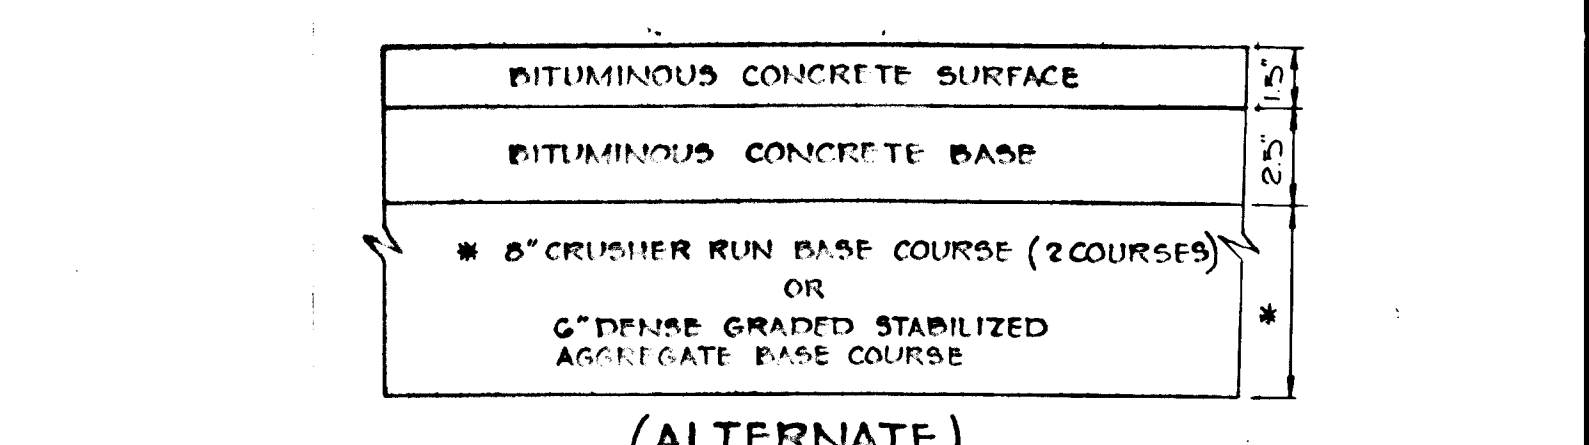 BITUMINOUS CONCRETE SURFACE
1.5"
BITUMINOUS CONCRETE BASE
2.5"
* 8" CRUSHER RUN BASE COURSE (2 COURSES)
OR
6" DENSE GRADED STABILIZED
AGGREGATE BASE COURSE
*
(ALTERNATE)